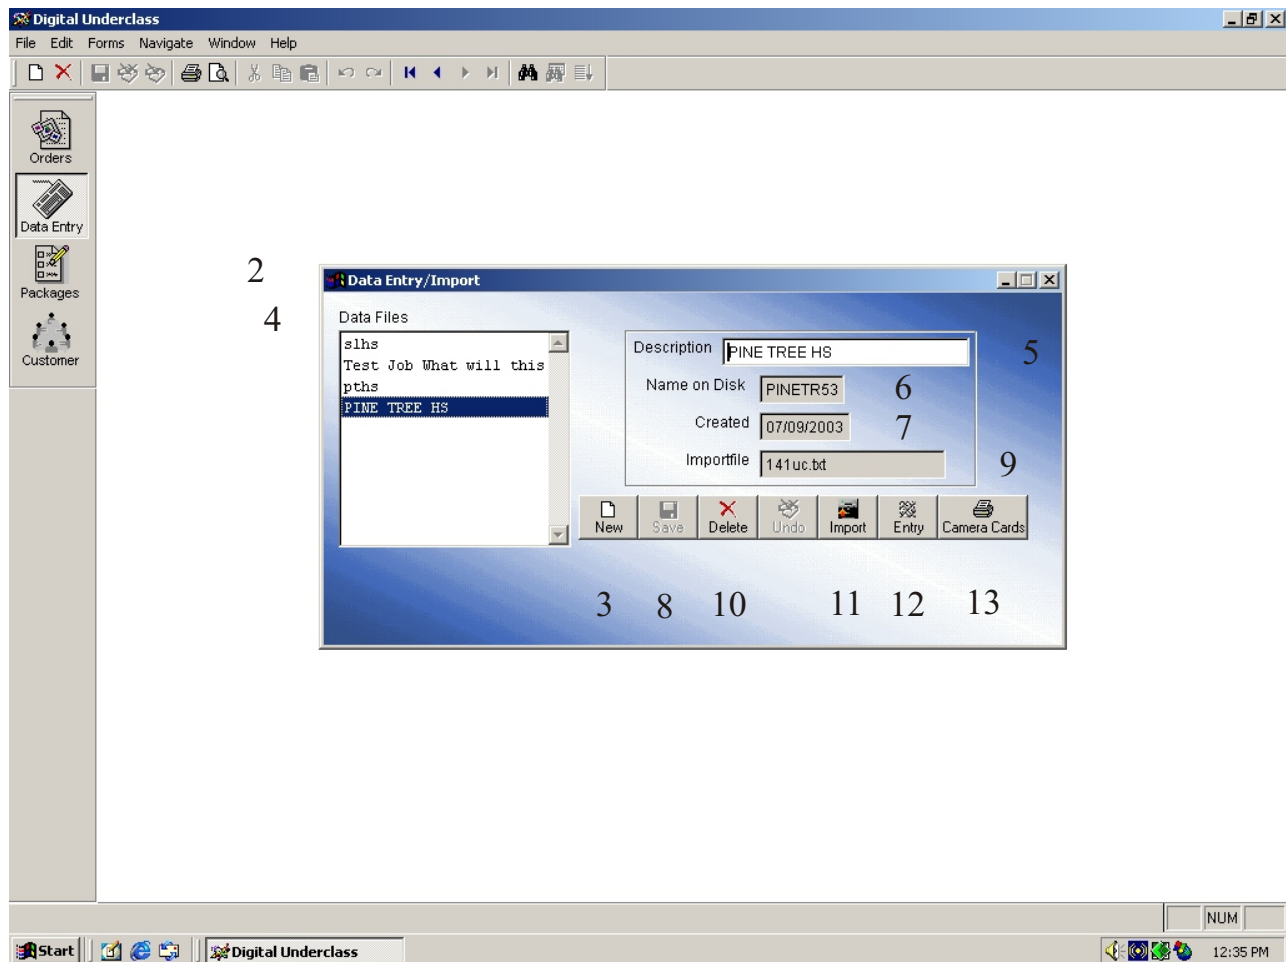 Digital Underclass
File Edit Forms Navigate Window Help
Orders
Data Entry
Packages
Customer
2
4
Data Entry/Import
Data Files
slhs
Test Job What will this
pths
PINE TREE HS
Description PINE TREE HS 5
Name on Disk PINETR53 6
Created 07/09/2003 7
Importfile 141uc.txt 9
New Save Delete Undo Import Entry Camera Cards
3 8 10 11 12 13
NUM
Start Digital Underclass 12:35 PM